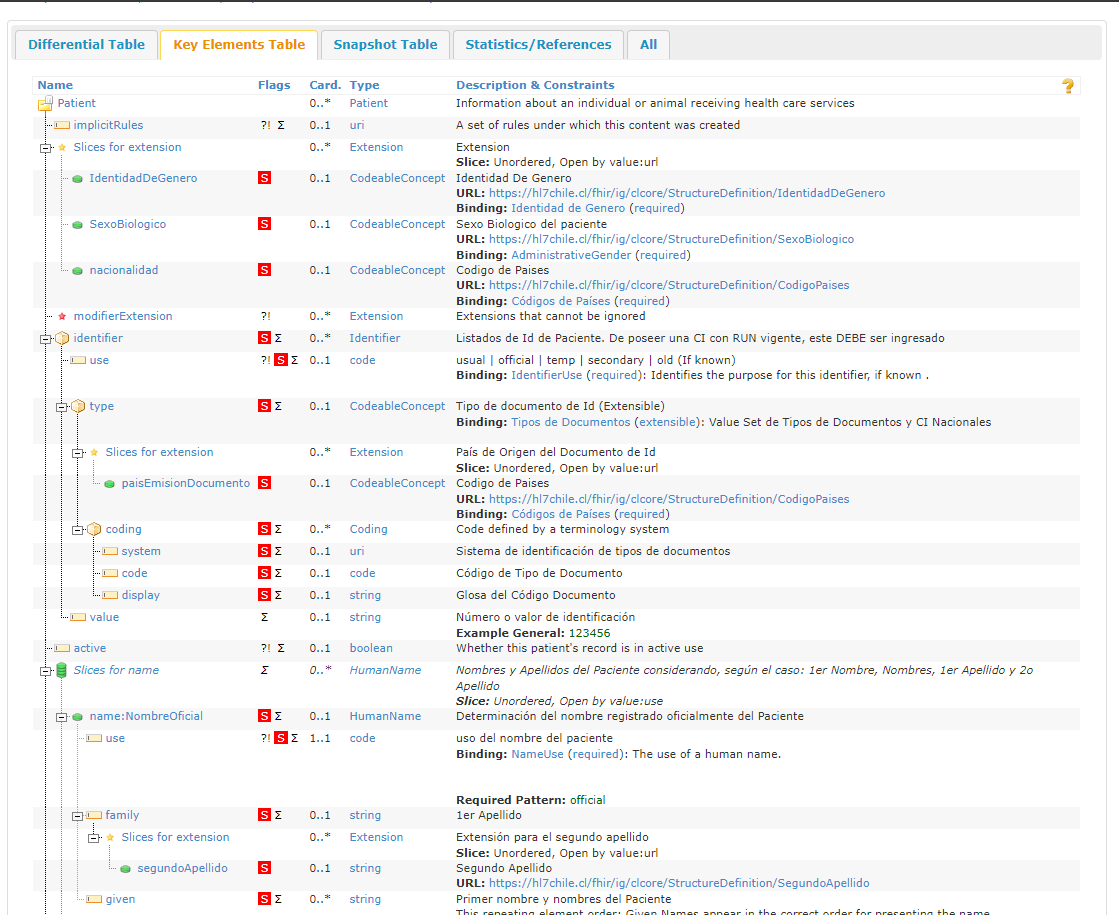 Differential Table Key Elements Table Snapshot Table Statistics/References All
Name Flags Card. Type Description & Constraints ?
Patient 0..* Patient Information about an individual or animal receiving health care services
implicitRules ?! Σ 0..1 uri A set of rules under which this content was created
Slices for extension 0..* Extension Extension
Slice: Unordered, Open by value:url
IdentidadDeGenero S 0..1 CodeableConcept Identidad De Genero
URL: https://hl7chile.cl/fhir/ig/clcore/StructureDefinition/IdentidadDeGenero
Binding: Identidad de Genero (required)
SexoBiologico S 0..1 CodeableConcept Sexo Biologico del paciente
URL: https://hl7chile.cl/fhir/ig/clcore/StructureDefinition/SexoBiologico
Binding: AdministrativeGender (required)
nacionalidad S 0..1 CodeableConcept Codigo de Paises
URL: https://hl7chile.cl/fhir/ig/clcore/StructureDefinition/CodigoPaises
Binding: Códigos de Países (required)
modifierExtension ?! 0..* Extension Extensions that cannot be ignored
identifier S Σ 0..* Identifier Listados de Id de Paciente. De poseer una CI con RUN vigente, este DEBE ser ingresado
use ?! S Σ 0..1 code usual | official | temp | secondary | old (If known)
Binding: IdentifierUse (required): Identifies the purpose for this identifier, if known .
type S Σ 0..1 CodeableConcept Tipo de documento de Id (Extensible)
Binding: Tipos de Documentos (extensible): Value Set de Tipos de Documentos y CI Nacionales
Slices for extension 0..* Extension País de Origen del Documento de Id
Slice: Unordered, Open by value:url
paisEmisionDocumento S 0..1 CodeableConcept Codigo de Paises
URL: https://hl7chile.cl/fhir/ig/clcore/StructureDefinition/CodigoPaises
Binding: Códigos de Países (required)
coding S Σ 0..* Coding Code defined by a terminology system
system S Σ 0..1 uri Sistema de identificación de tipos de documentos
code S Σ 0..1 code Código de Tipo de Documento
display S Σ 0..1 string Glosa del Código Documento
value Σ 0..1 string Número o valor de identificación
Example General: 123456
active ?! Σ 0..1 boolean Whether this patient's record is in active use
Slices for name Σ 0..* HumanName Nombres y Apellidos del Paciente considerando, según el caso: 1er Nombre, Nombres, 1er Apellido y 2o
Apellido
Slice: Unordered, Open by value:use
name:NombreOficial S Σ 0..1 HumanName Determinación del nombre registrado oficialmente del Paciente
use ?! S Σ 1..1 code uso del nombre del paciente
Binding: NameUse (required): The use of a human name.
Required Pattern: official
family S Σ 0..1 string 1er Apellido
Slices for extension 0..* Extension Extensión para el segundo apellido
Slice: Unordered, Open by value:url
segundoApellido S 0..1 string Segundo Apellido
URL: https://hl7chile.cl/fhir/ig/clcore/StructureDefinition/SegundoApellido
given S Σ 0..* string Primer nombre y nombres del Paciente
This repeating element order: Given Names appear in the correct order for presenting the name